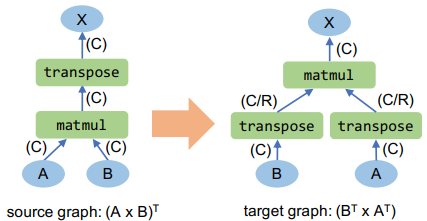 X
X
(C)
(C)
transpose
matmul
(C)
(C/R)
(C/R)
matmul
transpose
transpose
(C)
(C)
(C)
(C)
A
B
B
A
source graph: (A x B)ᵀ
target graph: (Bᵀ x Aᵀ)